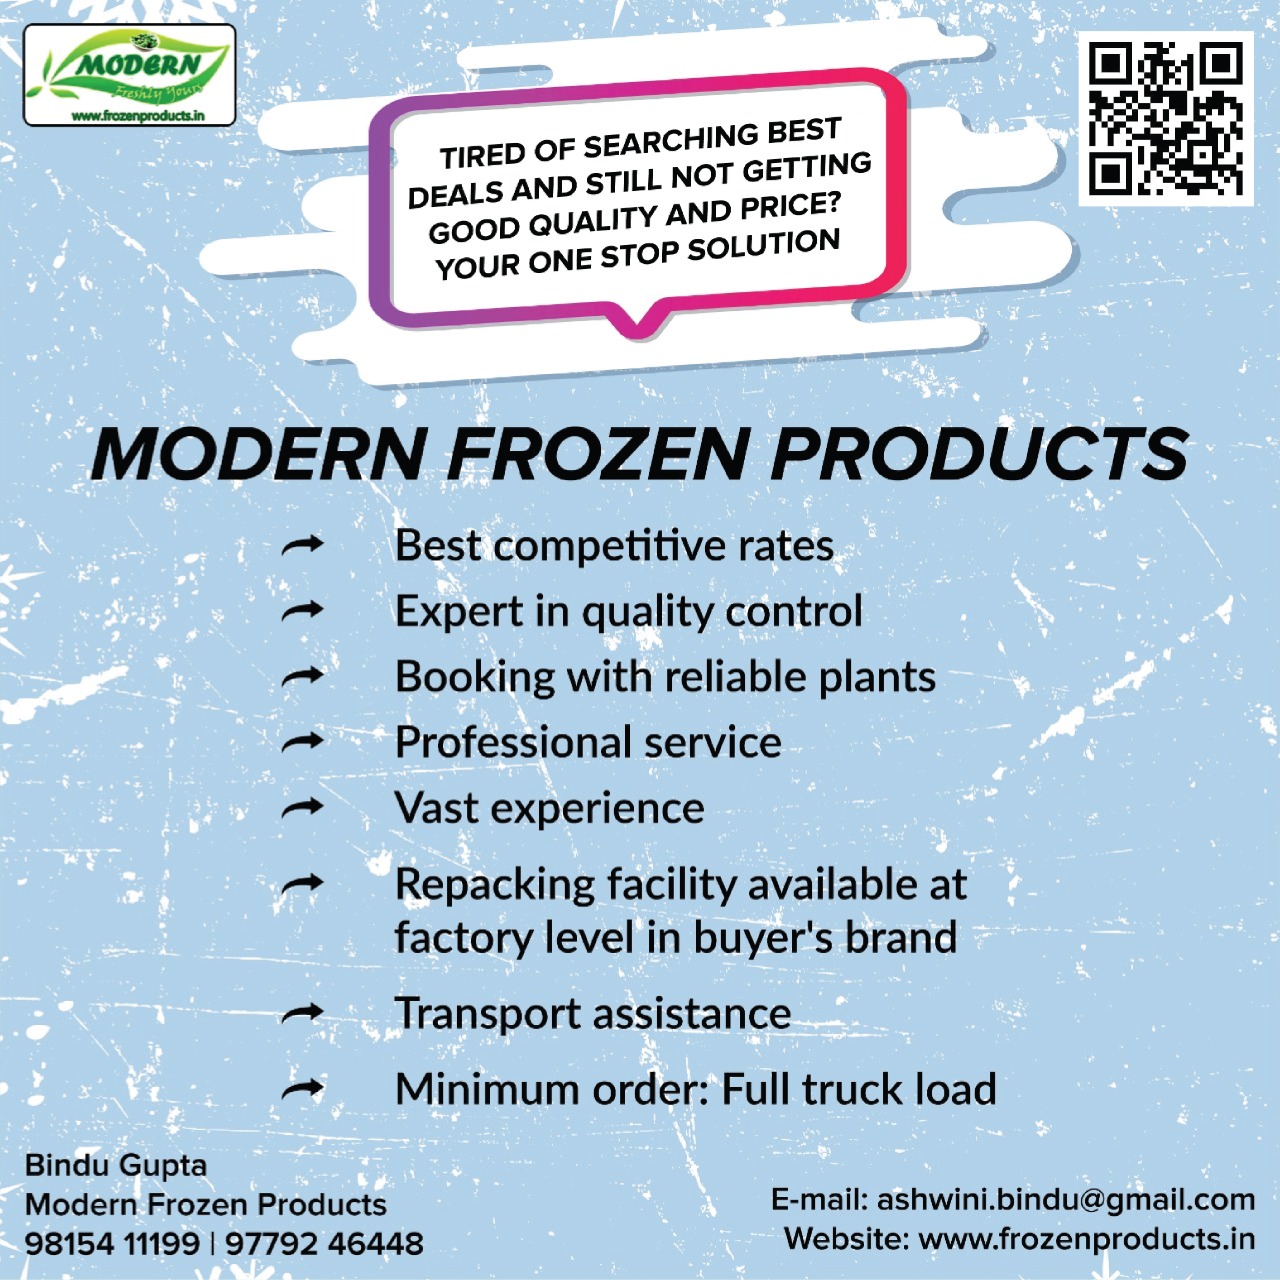 MODERN
Freshly Yours
www.frozenproducts.in
TIRED OF SEARCHING BEST
DEALS AND STILL NOT GETTING
GOOD QUALITY AND PRICE?
YOUR ONE STOP SOLUTION
MODERN FROZEN PRODUCTS
Best competitive rates
Expert in quality control
Booking with reliable plants
Professional service
Vast experience
Repacking facility available at
factory level in buyer's brand
Transport assistance
Minimum order: Full truck load
Bindu Gupta
Modern Frozen Products
98154 11199 | 97792 46448
E-mail: ashwini.bindu@gmail.com
Website: www.frozenproducts.in